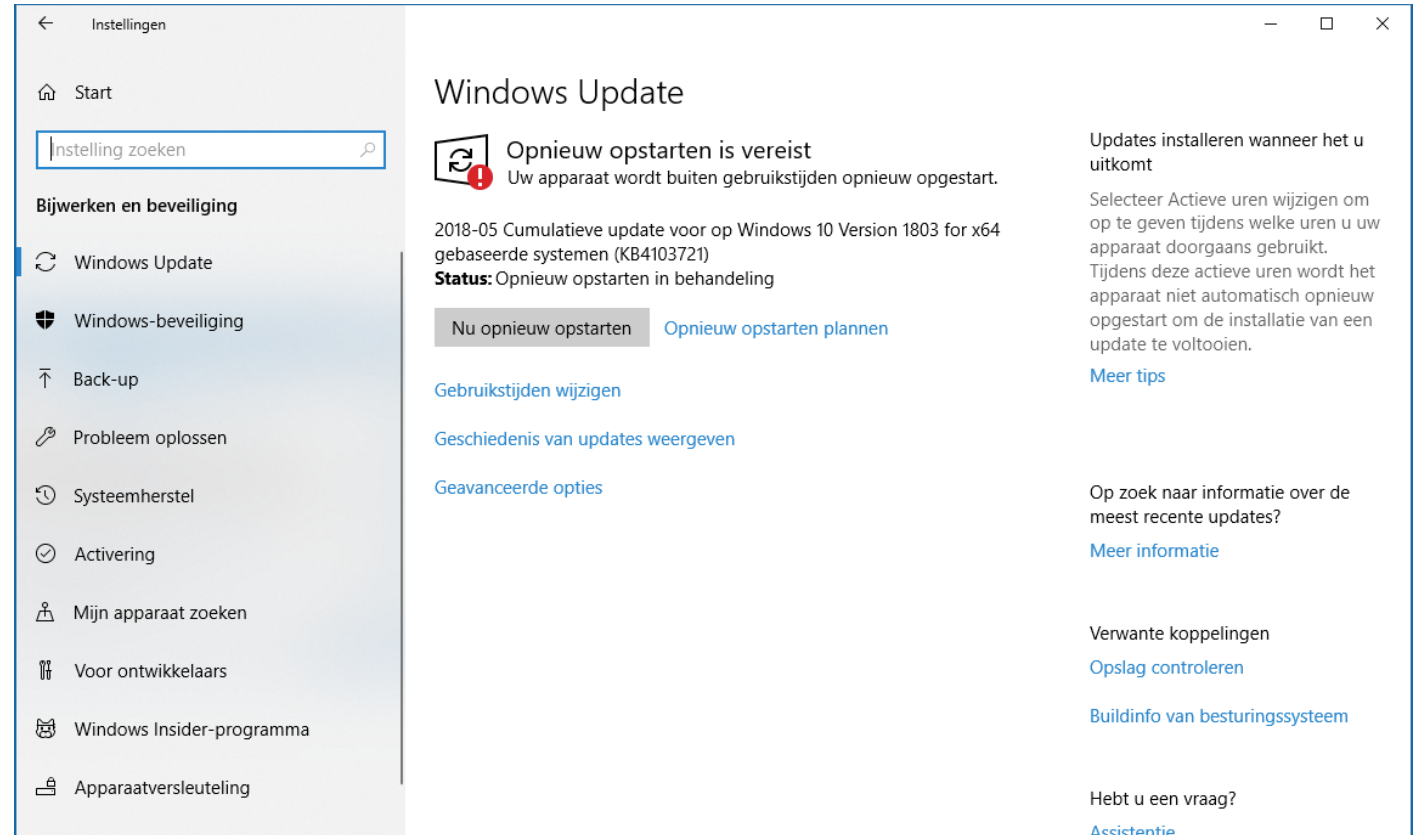 Instellingen
Start
Instelling zoeken
Bijwerken en beveiliging
Windows Update
Windows-beveiliging
Back-up
Probleem oplossen
Systeemherstel
Activering
Mijn apparaat zoeken
Voor ontwikkelaars
Windows Insider-programma
Apparaatversleuteling
Windows Update
Opnieuw opstarten is vereist
Uw apparaat wordt buiten gebruikstijden opnieuw opgestart.
2018-05 Cumulatieve update voor op Windows 10 Version 1803 for x64
gebaseerde systemen (KB4103721)
Status: Opnieuw opstarten in behandeling
Nu opnieuw opstarten
Opnieuw opstarten plannen
Gebruikstijden wijzigen
Geschiedenis van updates weergeven
Geavanceerde opties
Updates installeren wanneer het u
uitkomt
Selecteer Actieve uren wijzigen om
op te geven tijdens welke uren u uw
apparaat doorgaans gebruikt.
Tijdens deze actieve uren wordt het
apparaat niet automatisch opnieuw
opgestart om de installatie van een
update te voltooien.
Meer tips
Op zoek naar informatie over de
meest recente updates?
Meer informatie
Verwante koppelingen
Opslag controleren
Buildinfo van besturingssysteem
Hebt u een vraag?
Assistentie